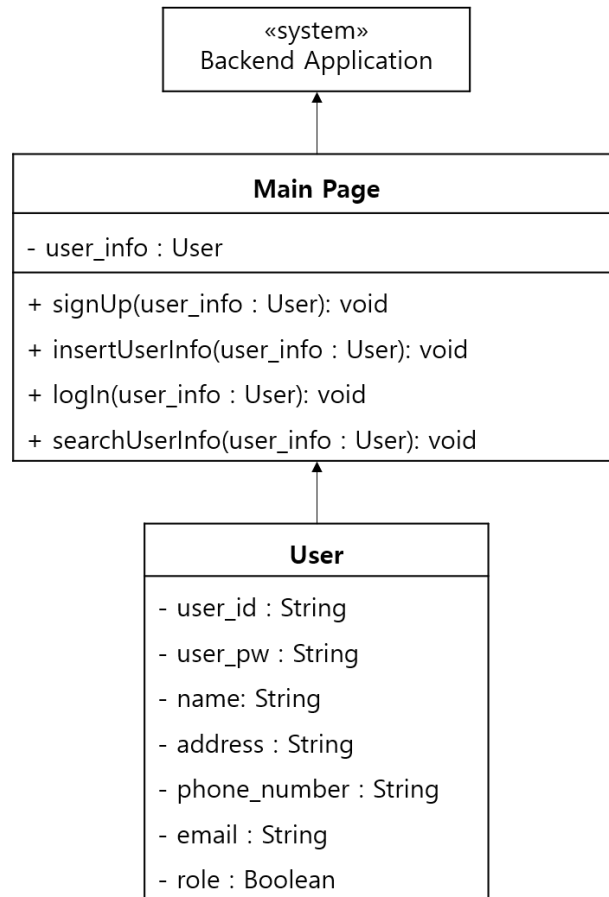 «system»
Backend Application
Main Page
- user_info : User
+ signUp(user_info : User): void
+ insertUserInfo(user_info : User): void
+ logIn(user_info : User): void
+ searchUserInfo(user_info : User): void
User
- user_id : String
- user_pw : String
- name: String
- address : String
- phone_number : String
- email : String
- role : Boolean